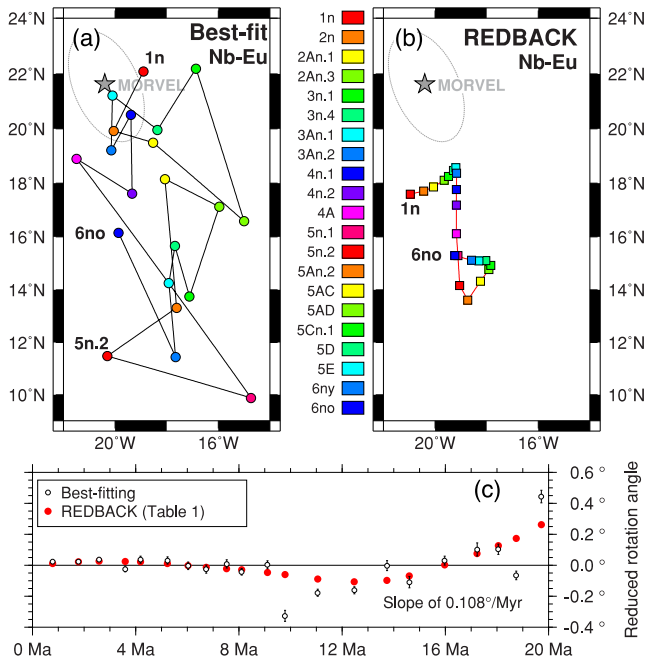 24°N
22°N
20°N
18°N
16°N
14°N
12°N
10°N
(a)
Best-fit
Nb-Eu
1n
MORVEL
6no
5n.2
20°W
16°W
1n
2n
2An.1
2An.3
3n.1
3n.4
3An.1
3An.2
4n.1
4n.2
4A
5n.1
5n.2
5An.2
5AC
5AD
5Cn.1
5D
5E
6ny
6no
(b)
REDBACK
Nb-Eu
MORVEL
1n
6no
24°N
22°N
20°N
18°N
16°N
14°N
12°N
10°N
20°W
16°W
(c)
Best-fitting
REDBACK (Table 1)
Slope of 0.108°/Myr
0.6°
0.4°
0.2°
0.0°
-0.2°
-0.4°
Reduced rotation angle
0 Ma
4 Ma
8 Ma
12 Ma
16 Ma
20 Ma